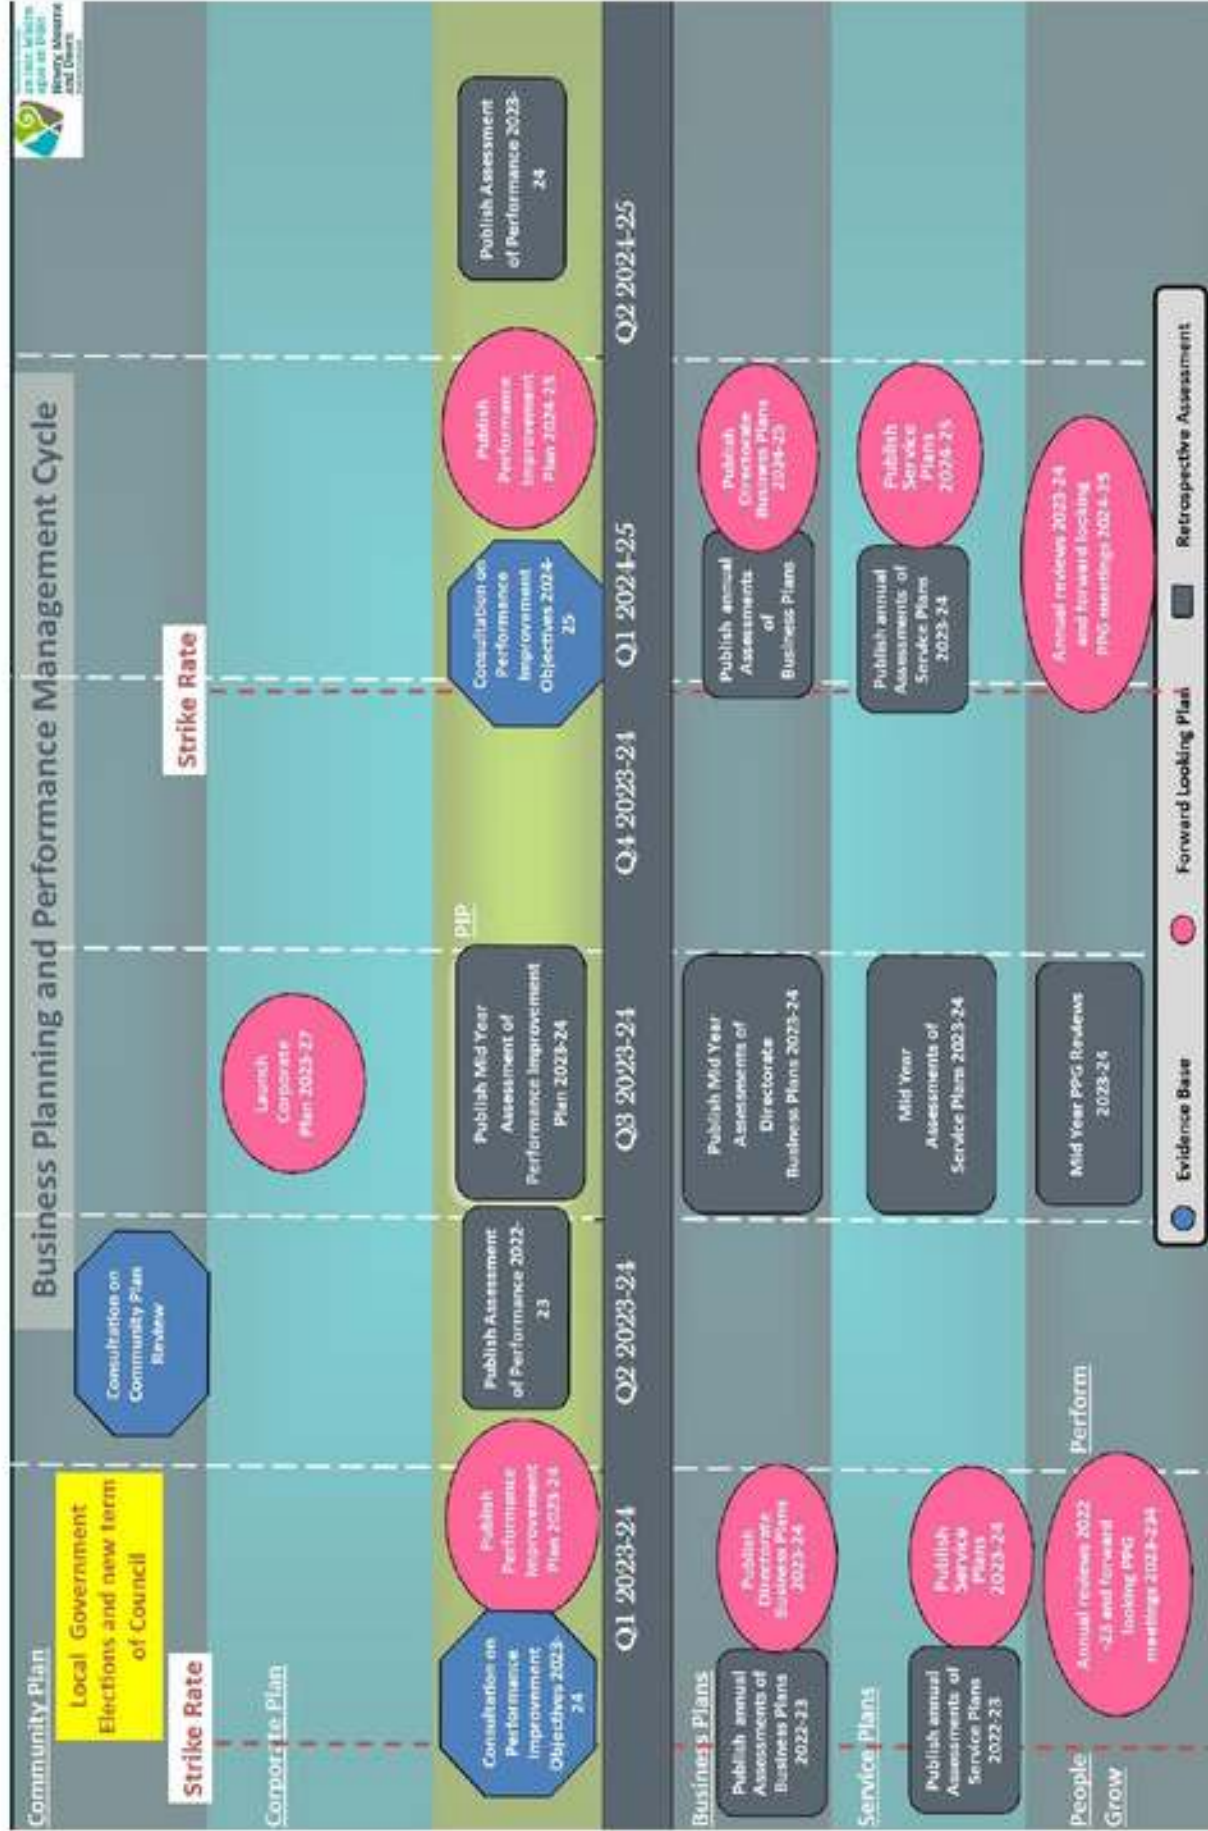 Business Planning and Performance Management Cycle
Newry, Mourne
and Down
Community Plan
Local Government
Elections and new term
of Council
Consultation on
Community Plan
Review
Strike Rate
Strike Rate
Corporate Plan
Launch
Corporate
Plan 2023-27
PIP
Consultation on
Performance
Improvement
Objectives 2023-
24
Publish
Performance
Improvement
Plan 2023-24
Publish Assessment
of Performance 2022-
23
Publish Mid Year
Assessment of
Performance Improvement
Plan 2023-24
Consultation on
Performance
Improvement
Objectives 2024-
25
Publish
Performance
Improvement
Plan 2024-25
Publish Assessment
of Performance 2023-
24
Q1 2023-24
Q2 2023-24
Q3 2023-24
Q4 2023-24
Q1 2024-25
Q2 2024-25
Business Plans
Publish annual
Assessments of
Business Plans
2022-23
Publish
Directorate
Business Plans
2023-24
Publish Mid Year
Assessments of
Directorate
Business Plans 2023-24
Publish annual
Assessments
of
Business Plans
Publish
Directorate
Business Plans
2024-25
Service Plans
Publish annual
Assessments of
Service Plans
2022-23
Publish
Service
Plans
2023-24
Mid Year
Assessments of
Service Plans 2023-24
Publish annual
Assessments of
Service Plans
2023-24
Publish
Service
Plans
2024-25
People
Perform
Grow
Annual reviews 2022
-23 and forward
looking PPG
meetings 2023-234
Mid Year PPG Reviews
2023-24
Annual reviews 2023-24
and forward looking
PPG meetings 2024-25
Evidence Base
Forward Looking Plan
Retrospective Assessment